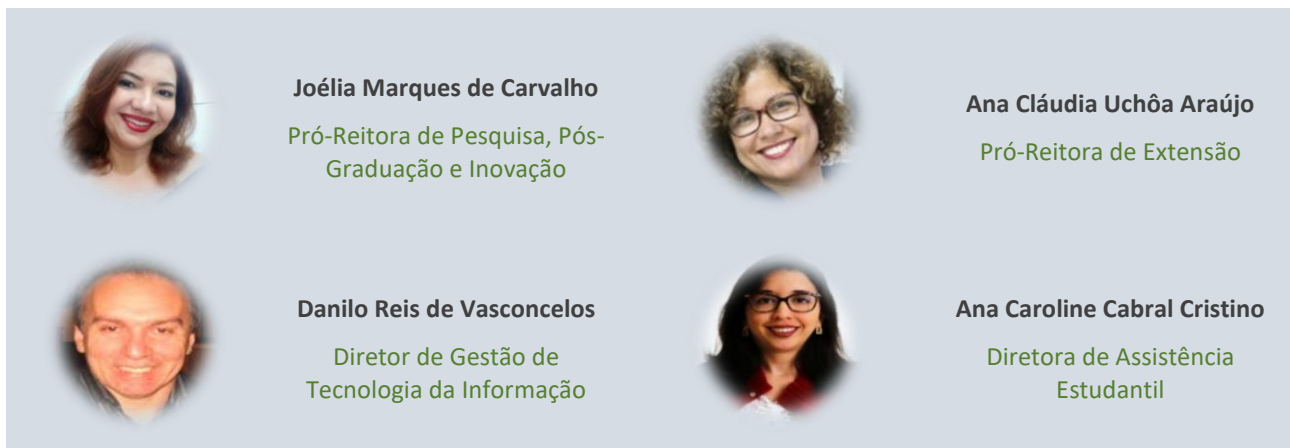 Joélia Marques de Carvalho
Pró-Reitora de Pesquisa, Pós-
Graduação e Inovação
Ana Cláudia Uchôa Araújo
Pró-Reitora de Extensão
Danilo Reis de Vasconcelos
Diretor de Gestão de
Tecnologia da Informação
Ana Caroline Cabral Cristino
Diretora de Assistência
Estudantil